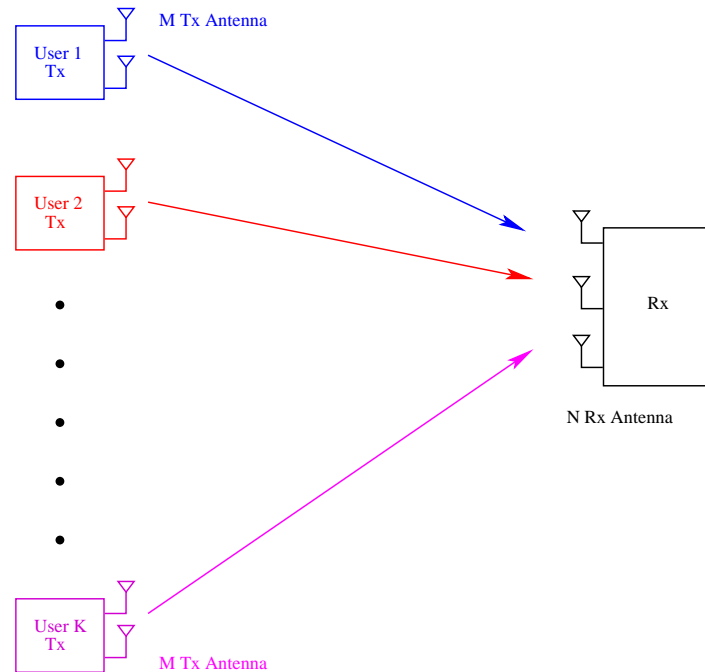 M Tx Antenna
User 1
Tx
User 2
Tx
Rx
N Rx Antenna
User K
Tx
M Tx Antenna